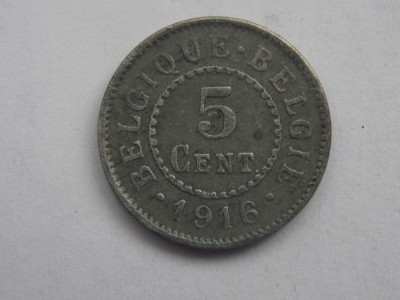 BELGIQUE · BELGIE ·
5
CENT.
· 1916 ·